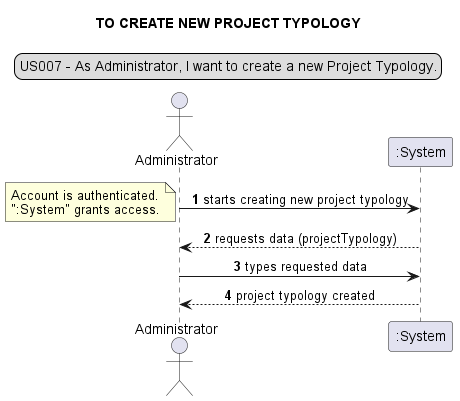 TO CREATE NEW PROJECT TYPOLOGY
US007 - As Administrator, I want to create a new Project Typology.
Administrator
:System
Account is authenticated.
":System" grants access.
1 starts creating new project typology
2 requests data (projectTypology)
3 types requested data
4 project typology created
Administrator
:System